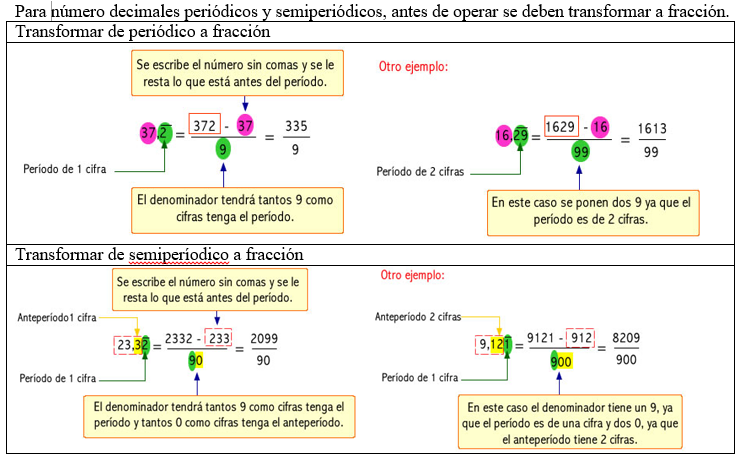 Para número decimales periódicos y semiperiódicos, antes de operar se deben transformar a fracción.
Transformar de periódico a fracción
Se escribe el número sin comas y se le
resta lo que está antes del período.
37,2̅ = (372 - 37)/9 = 335/9
Período de 1 cifra
El denominador tendrá tantos 9 como
cifras tenga el período.
Otro ejemplo:
16,2̅9̅ = (1629 - 16)/99 = 1613/99
Período de 2 cifras
En este caso se ponen dos 9 ya que el
período es de 2 cifras.
Transformar de semiperíodico a fracción
Se escribe el número sin comas y se le
resta lo que está antes del período.
Anteperíodo1 cifra
23,32̅ = (2332 - 233)/90 = 2099/90
Período de 1 cifra
El denominador tendrá tantos 9 como cifras tenga el
período y tantos 0 como cifras tenga el anteperíodo.
Otro ejemplo:
Anteperíodo 2 cifras
9,121̅ = (9121 - 912)/900 = 8209/900
Período de 1 cifra
En este caso el denominador tiene un 9, ya
que el período es de una cifra y dos 0, ya que
el anteperíodo tiene 2 cifras.